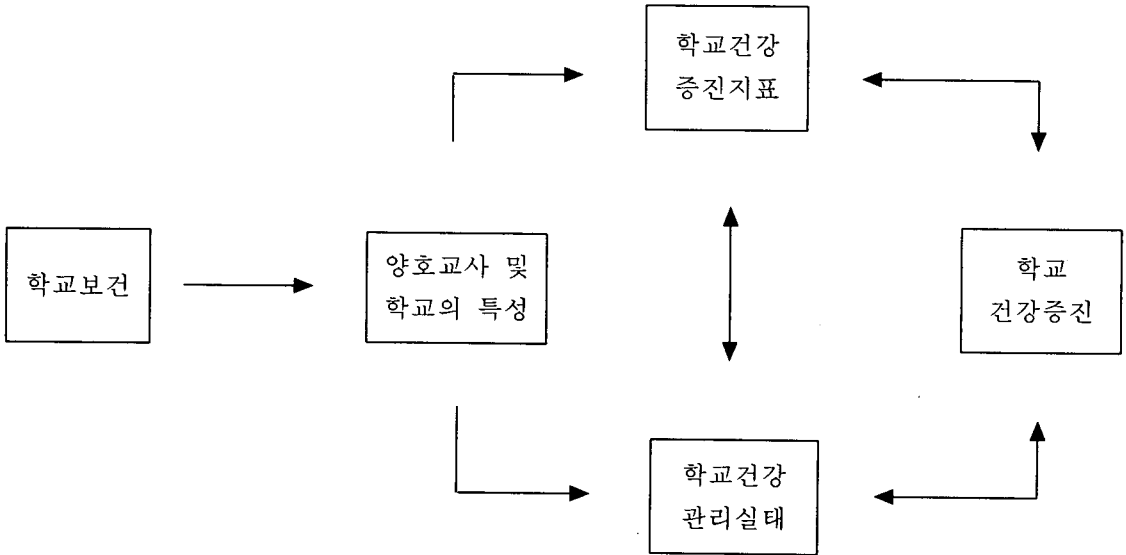 학교건강
증진지표
학교보건
양호교사 및
학교의 특성
학교
건강증진
학교건강
관리실태